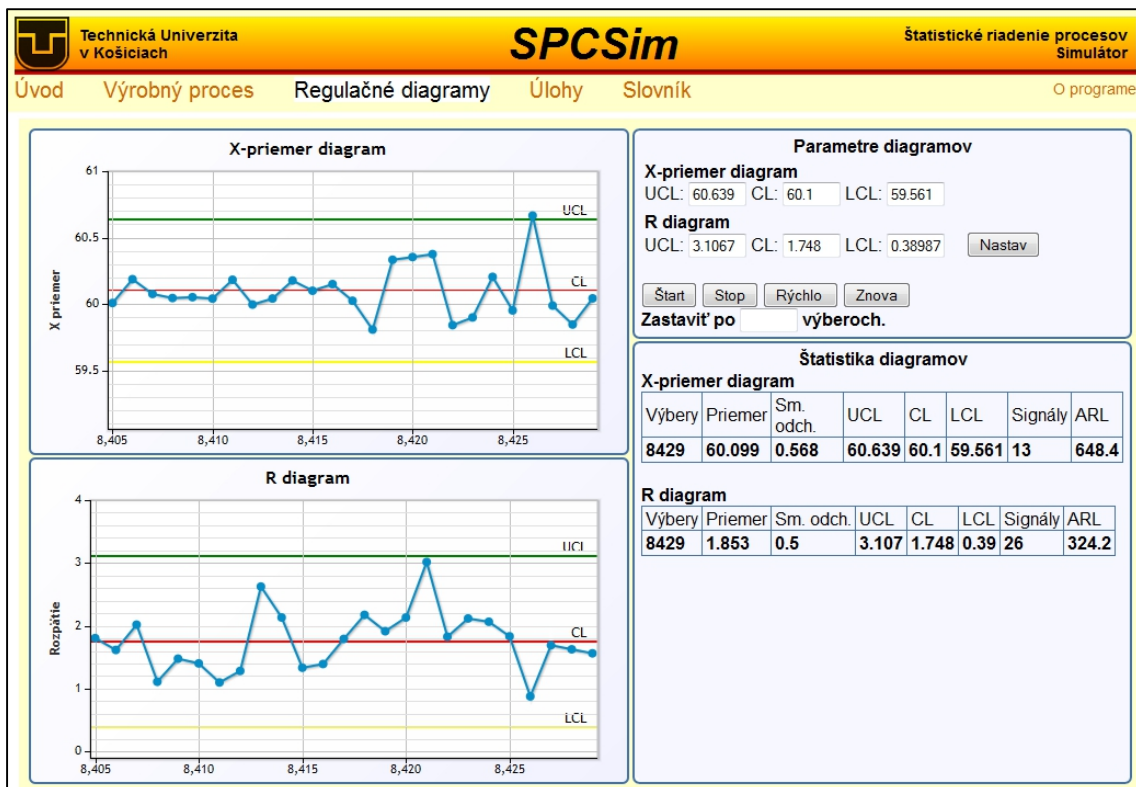 Technická Univerzita
v Košiciach
SPCSim
Štatistické riadenie procesov
Simulátor
Úvod Výrobný proces Regulačné diagramy Úlohy Slovník O programe
X-priemer diagram
61
60.5
60
59.5
X priemer
UCL
CL
LCL
8,405 8,410 8,415 8,420 8,425
R diagram
4
3
2
1
0
Rozpätie
UCL
CL
LCL
8,405 8,410 8,415 8,420 8,425
Parametre diagramov
X-priemer diagram
UCL: 60.639 CL: 60.1 LCL: 59.561
R diagram
UCL: 3.1067 CL: 1.748 LCL: 0.38987 Nastav
Štart Stop Rýchlo Znova
Zastaviť po výberoch.
Štatistika diagramov
X-priemer diagram
Výbery Priemer Sm. odch. UCL CL LCL Signály ARL
8429 60.099 0.568 60.639 60.1 59.561 13 648.4
R diagram
Výbery Priemer Sm. odch. UCL CL LCL Signály ARL
8429 1.853 0.5 3.107 1.748 0.39 26 324.2